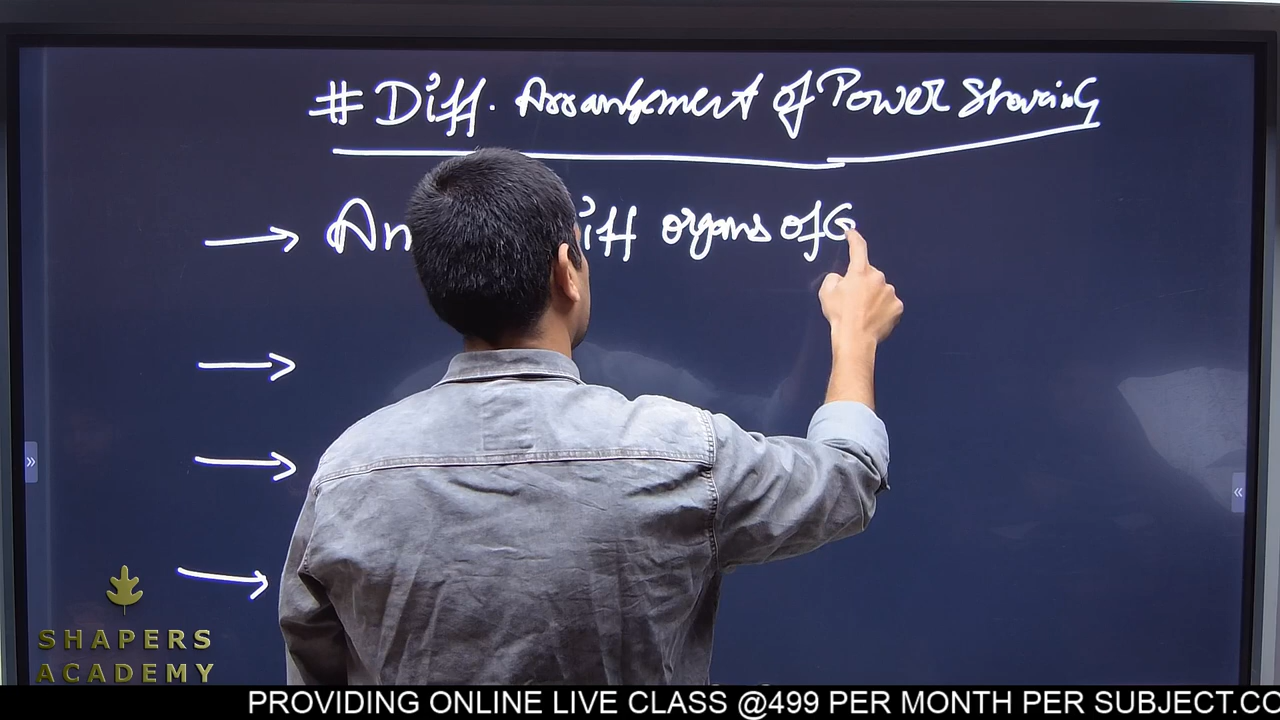 # Diff. Arrangement of Power Sharing
→ An iff organs of G
→
→
→
SHAPERS
ACADEMY
PROVIDING ONLINE LIVE CLASS @499 PER MONTH PER SUBJECT.CO